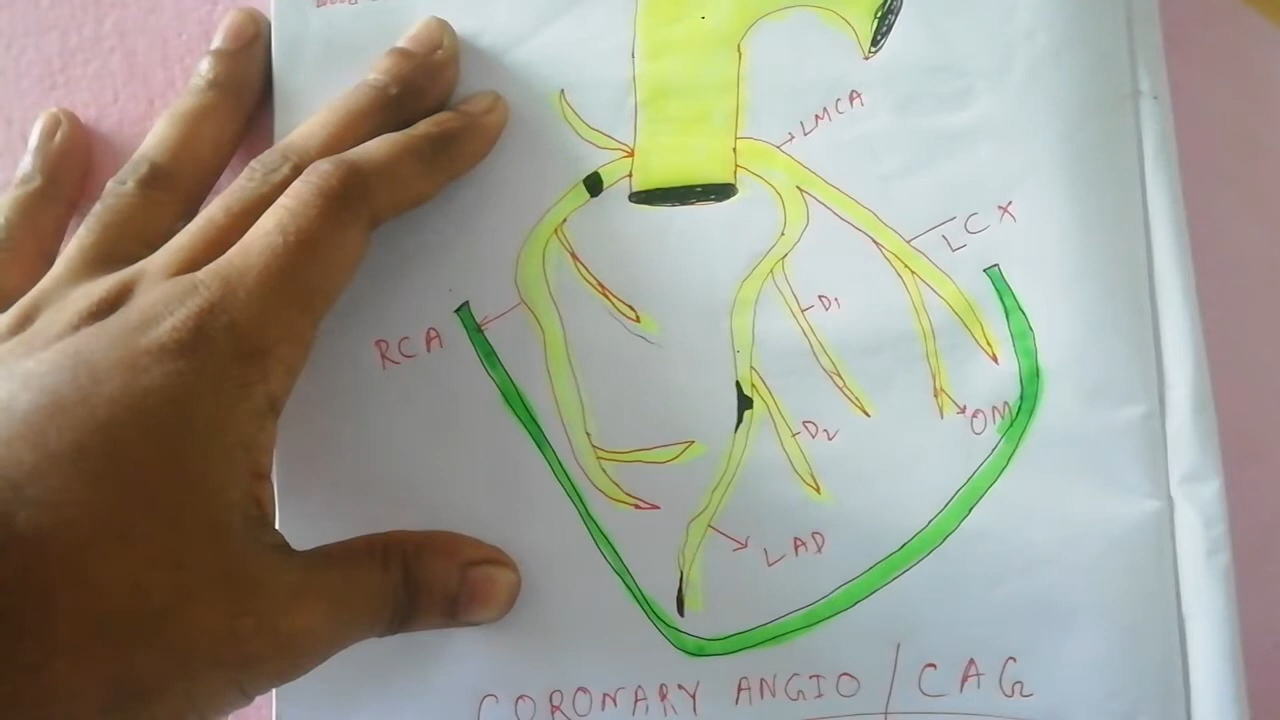 LMCA
LCX
D1
RCA
OM
D2
LAD
CORONARY ANGIO / CAG